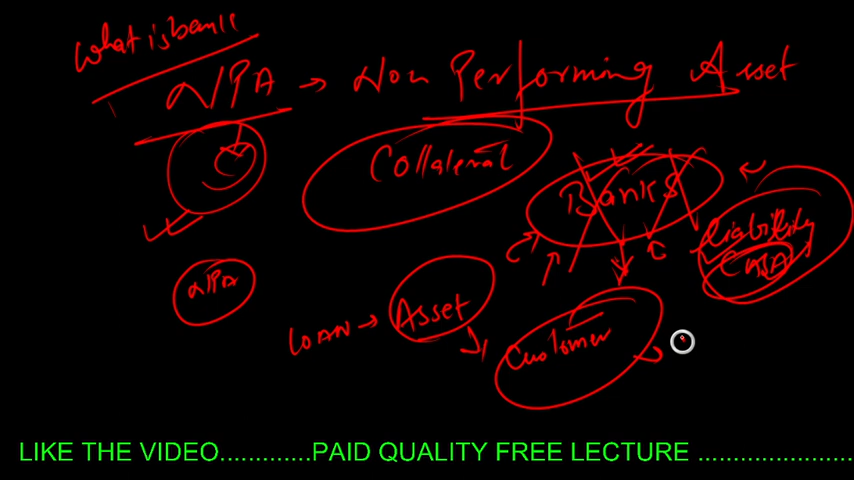 What is bank
NPA → Non Performing Asset
Collateral
Banks
liability
NPA
LOAN → Asset
Customer
LIKE THE VIDEO.............PAID QUALITY FREE LECTURE ......................